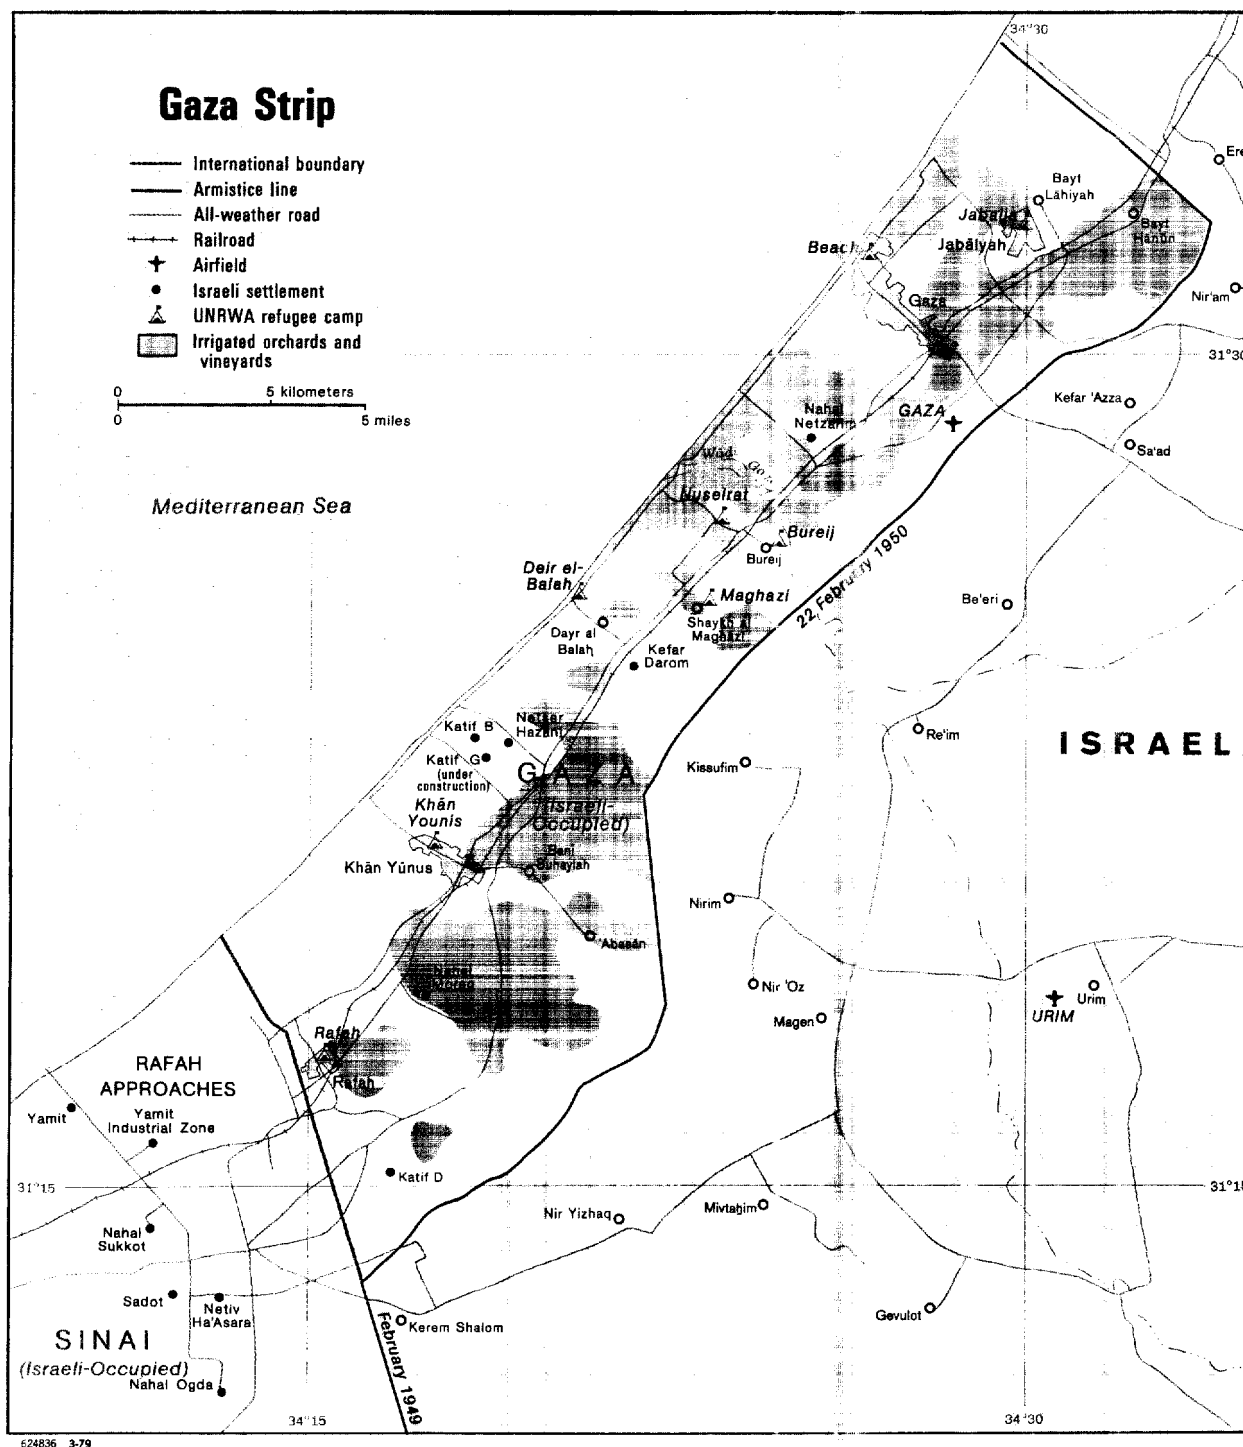 34°30
Gaza Strip
International boundary
Armistice line
All-weather road
Railroad
Airfield
Israeli settlement
UNRWA refugee camp
Irrigated orchards and
vineyards
0 5 kilometers
0 5 miles
Bayt
Lāhiyah
Jabalia
Jabālyah
Bayt
Hānūn
Beach
Gaza
Nir'am
31°30
Kefar 'Azza
GAZA
Sa'ad
Nahal
Mediterranean Sea
Nuseirat
Bureij
Bureij
22 February 1950
Deir el-
Balah
Maghazi
Be'eri
Dayr al
Balaḥ
Shaykh al
Maghāzī
Kefar
Darom
Katif B
Netzer
Hazani
Re'im
ISRAEL
Katif G
(under
construction)
GAZA
(Israeli-
Occupied)
Kissufim
Khān
Younis
Khān Yūnus
Banī
Suhaylah
Nirim
'Abasān
Nir 'Oz
Urim
URIM
Magen
Rafah
Rafah
RAFAH
APPROACHES
Yamit
Yamit
Industrial Zone
Katif D
31°15
31°15
Nir Yizhaq
Mivtaḥim
Nahal
Sukkot
Sadot
Netiv
Ha'Asara
Gevulot
Kerem Shalom
SINAI
(Israeli-Occupied)
Nahal Ogda
February 1949
34°15
34°30
624836 3-79